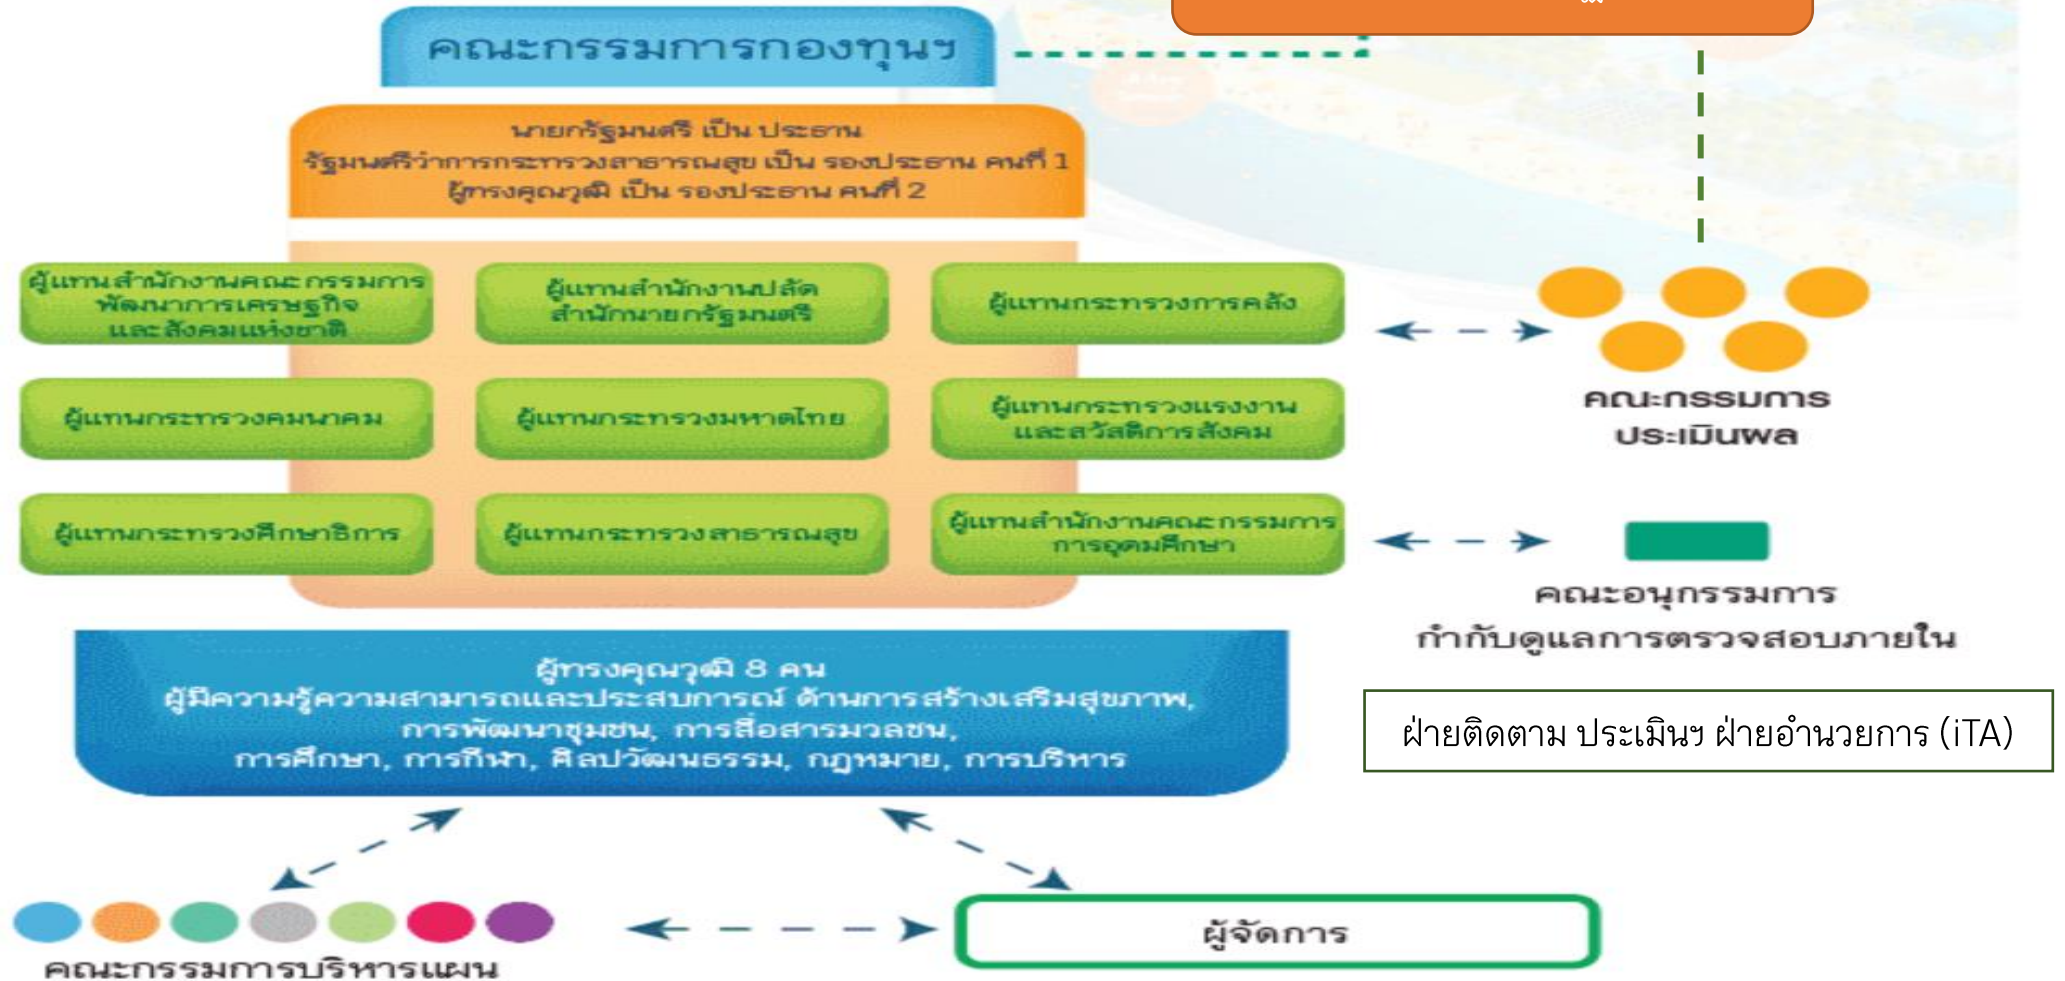 คณะกรรมการกองทุนฯ
นายกรัฐมนตรี เป็น ประธาน
รัฐมนตรีว่าการกระทรวงสาธารณสุข เป็น รองประธาน คนที่ 1
ผู้ทรงคุณวุฒิ เป็น รองประธาน คนที่ 2
ผู้แทนสำนักงานคณะกรรมการ
พัฒนาการเศรษฐกิจ
และสังคมแห่งชาติ
ผู้แทนสำนักงานปลัด
สำนักนายกรัฐมนตรี
ผู้แทนกระทรวงการคลัง
ผู้แทนกระทรวงคมนาคม
ผู้แทนกระทรวงมหาดไทย
ผู้แทนกระทรวงแรงงาน
และสวัสดิการสังคม
คณะกรรมการ
ประเมินผล
ผู้แทนกระทรวงศึกษาธิการ
ผู้แทนกระทรวงสาธารณสุข
ผู้แทนสำนักงานคณะกรรมการ
การอุดมศึกษา
คณะอนุกรรมการ
กำกับดูแลการตรวจสอบภายใน
ผู้ทรงคุณวุฒิ 8 คน
ผู้มีความรู้ความสามารถและประสบการณ์ ด้านการสร้างเสริมสุขภาพ,
การพัฒนาชุมชน, การสื่อสารมวลชน,
การศึกษา, การกีฬา, ศิลปวัฒนธรรม, กฎหมาย, การบริหาร
ฝ่ายติดตาม ประเมินฯ ฝ่ายอำนวยการ (iTA)
คณะกรรมการบริหารแผน
ผู้จัดการ